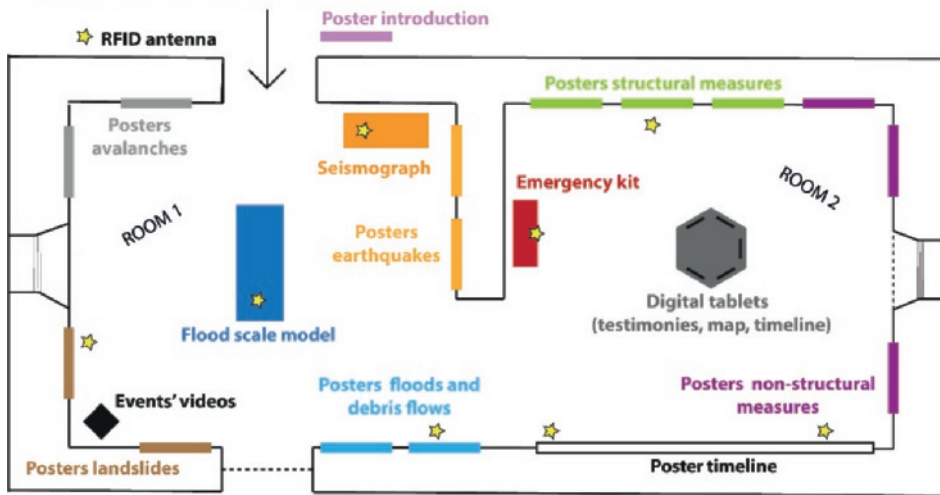 Poster introduction
RFID antenna
Posters structural measures
Posters
avalanches
Seismograph
Emergency kit
ROOM 1
ROOM 2
Posters
earthquakes
Digital tablets
(testimonies, map, timeline)
Flood scale model
Events' videos
Posters floods and
debris flows
Posters non-structural
measures
Posters landslides
Poster timeline